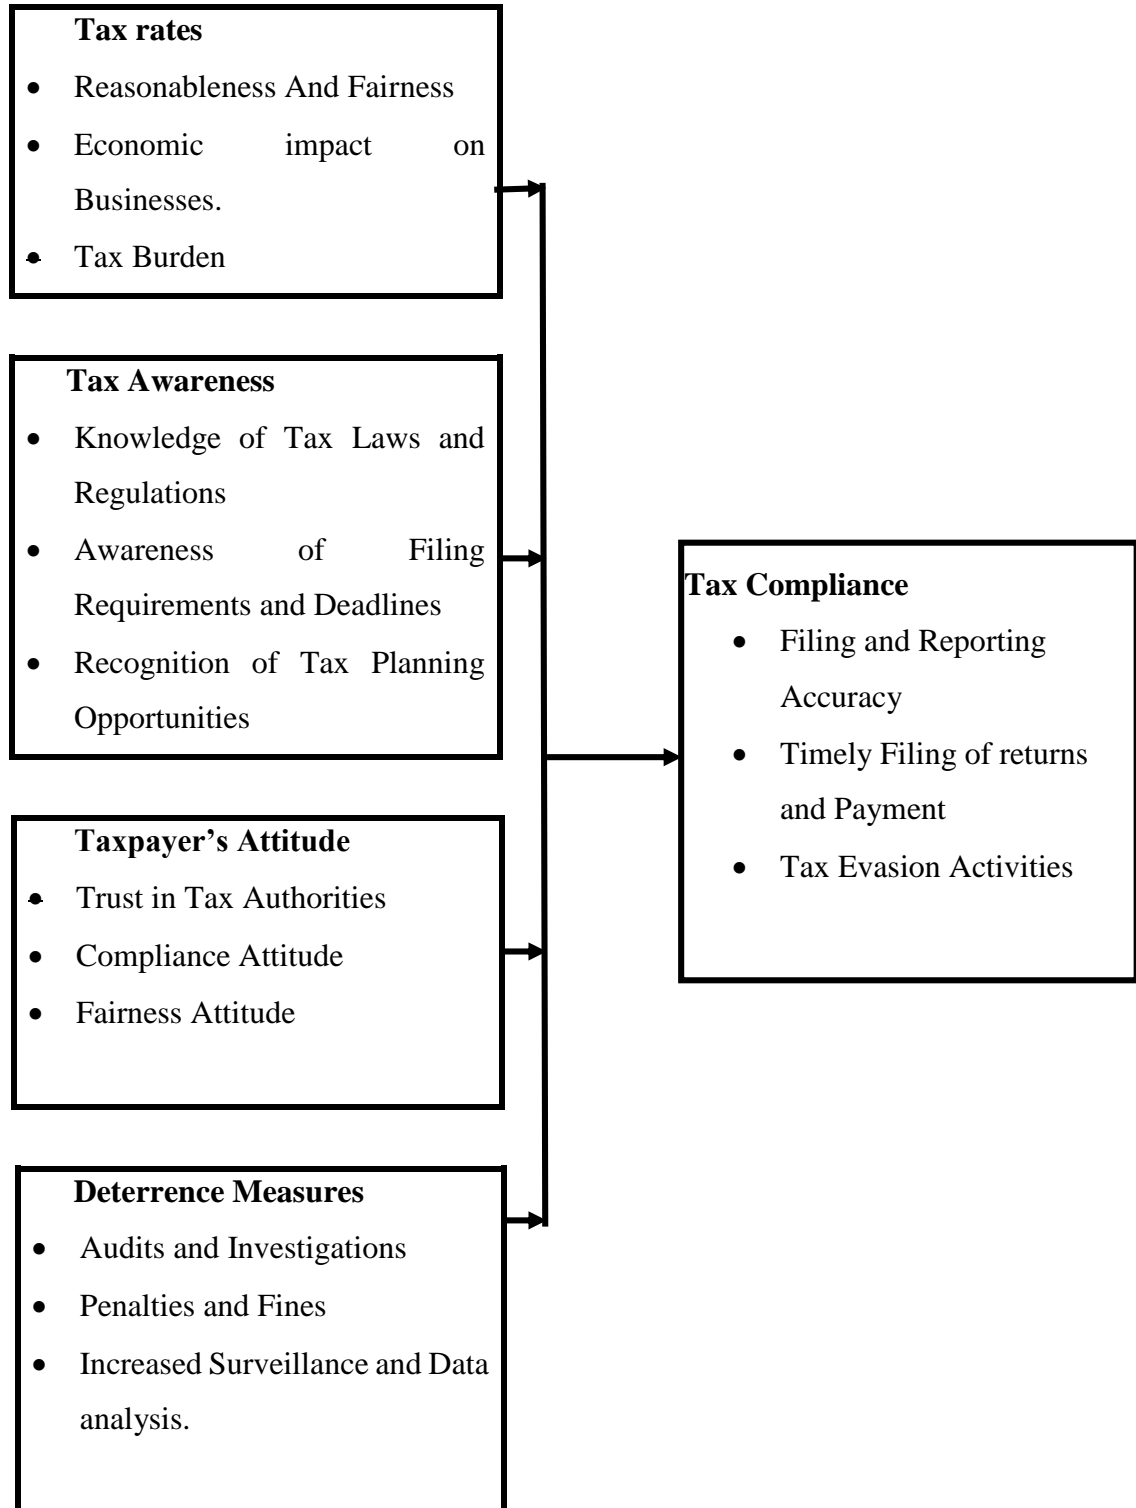 Tax rates
• Reasonableness And Fairness
• Economic impact on
Businesses.
• Tax Burden
Tax Awareness
• Knowledge of Tax Laws and
Regulations
• Awareness of Filing
Requirements and Deadlines
• Recognition of Tax Planning
Opportunities
Taxpayer’s Attitude
• Trust in Tax Authorities
• Compliance Attitude
• Fairness Attitude
Deterrence Measures
• Audits and Investigations
• Penalties and Fines
• Increased Surveillance and Data
analysis.
Tax Compliance
• Filing and Reporting
Accuracy
• Timely Filing of returns
and Payment
• Tax Evasion Activities